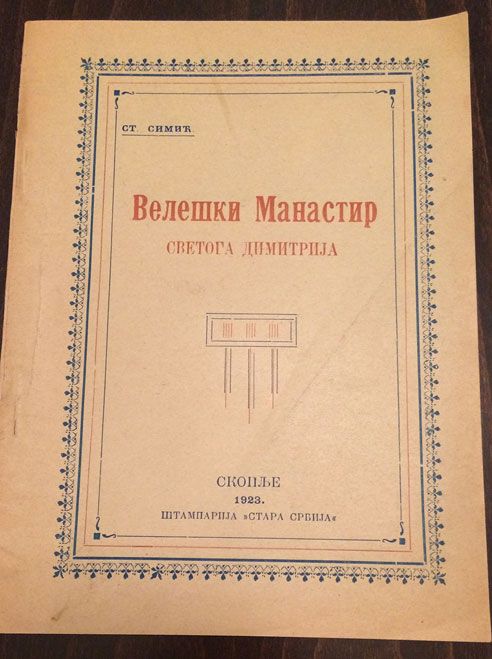 СТ. СИМИЋ
Велешки Манастир
СВЕТОГА ДИМИТРИЈА
СКОПЉЕ
1923.
ШТАМПАРИЈА »СТАРА СРБИЈА«